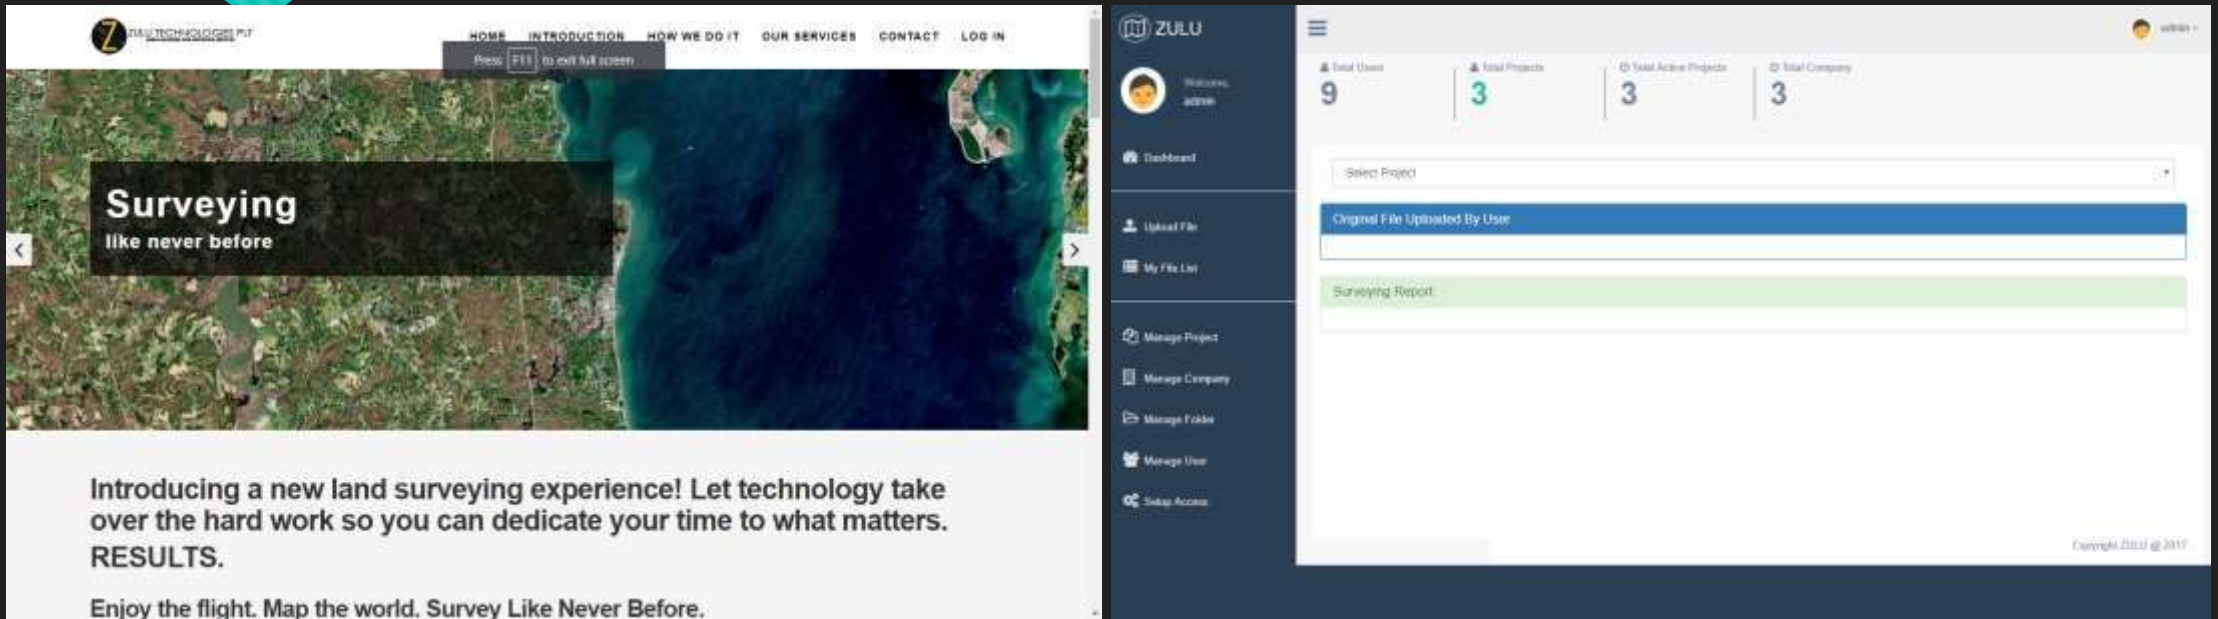 Z
ZULU TECHNOLOGIES PLT
HOME INTRODUCTION HOW WE DO IT OUR SERVICES CONTACT LOG IN
Press F11 to exit full screen
Surveying
like never before
Introducing a new land surveying experience! Let technology take
over the hard work so you can dedicate your time to what matters.
RESULTS.
Enjoy the flight. Map the world. Survey Like Never Before.
ZULU
Welcome,
admin
Dashboard
Upload File
My File List
Manage Project
Manage Company
Manage Folder
Manage User
Setup Access
admin
Total Users Total Projects Total Active Projects Total Company
9 3 3 3
Select Project
Original File Uploaded By User
Surveying Report
Copyright ZULU @ 2017